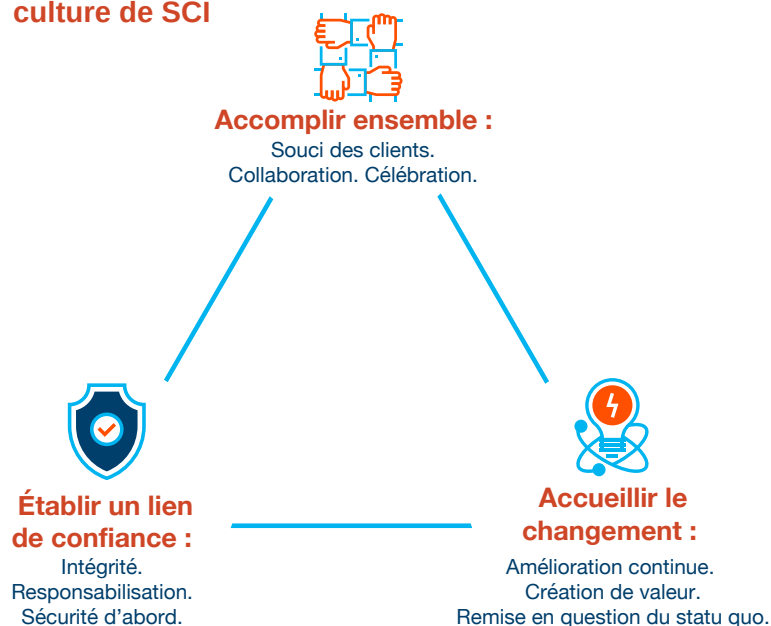 culture de SCI
Accomplir ensemble :
Souci des clients.
Collaboration. Célébration.
Établir un lien
de confiance :
Intégrité.
Responsabilisation.
Sécurité d’abord.
Accueillir le
changement :
Amélioration continue.
Création de valeur.
Remise en question du statu quo.